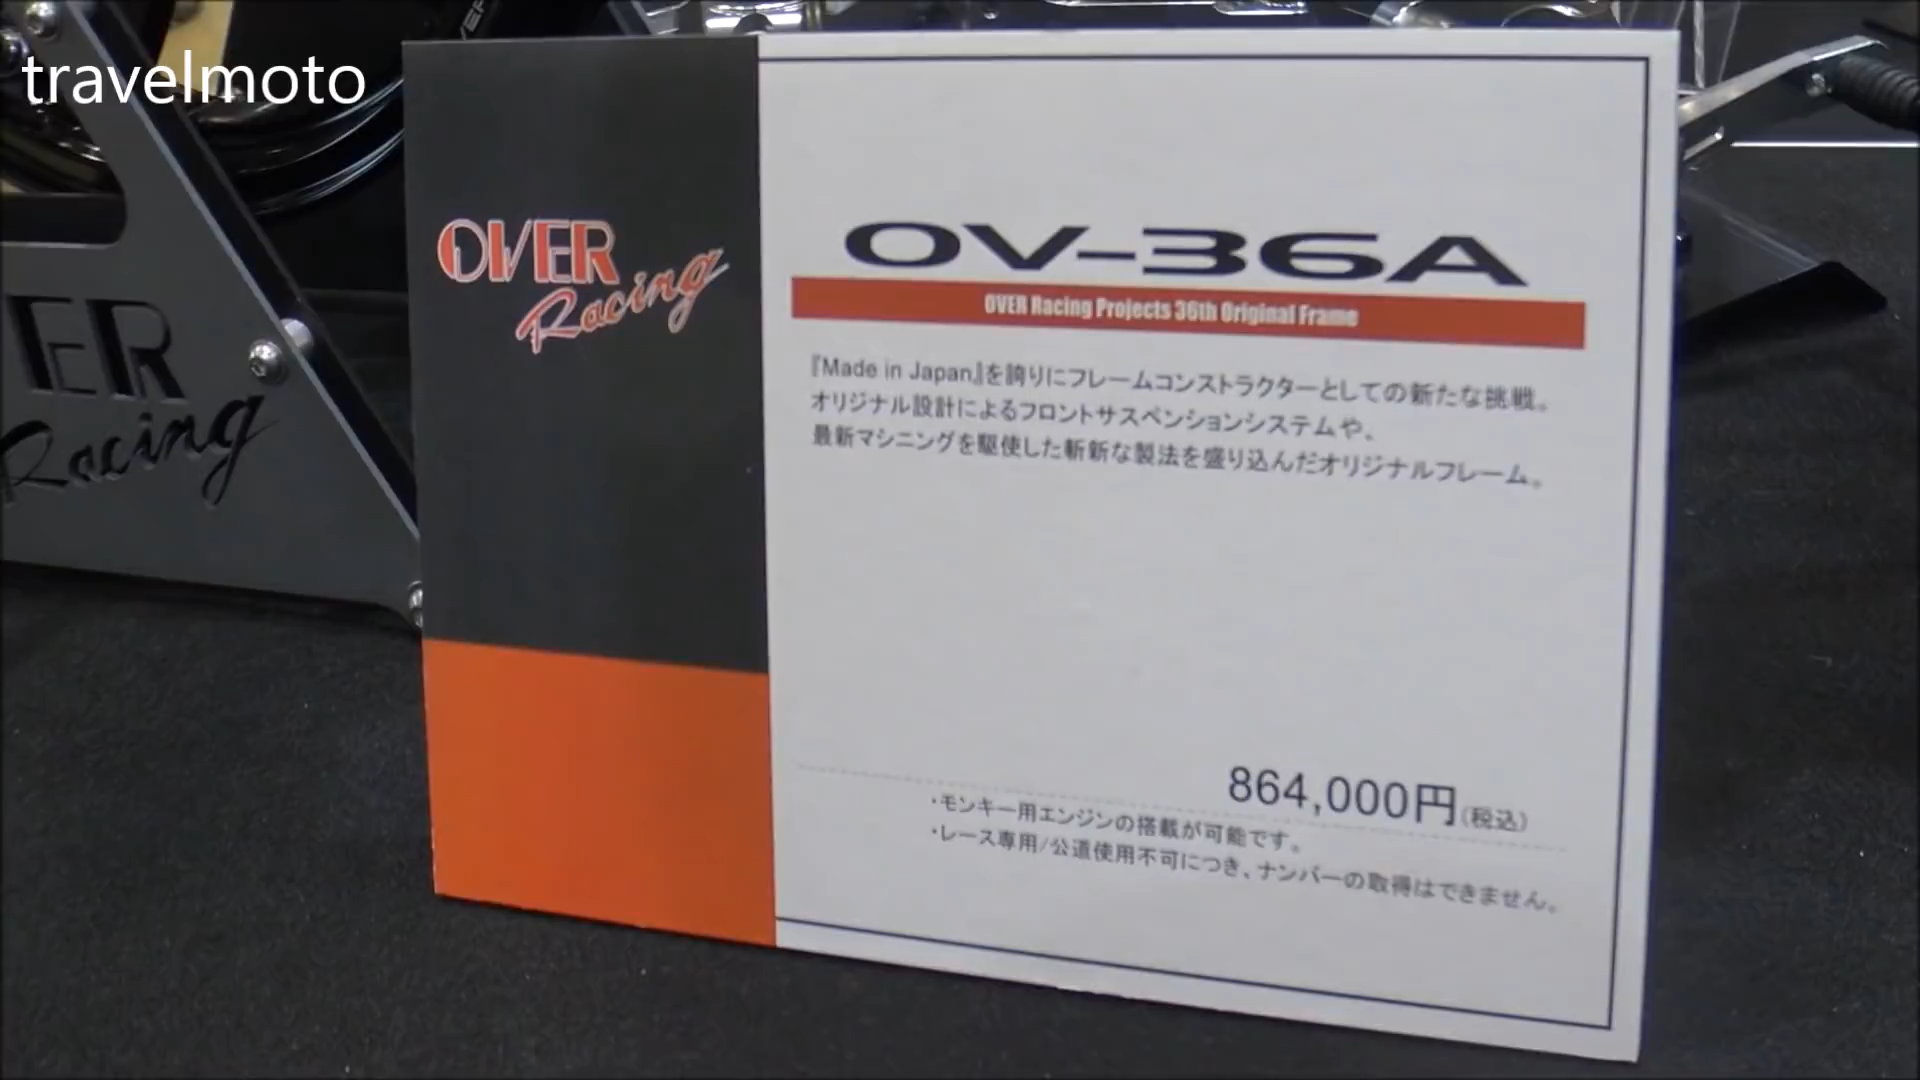 travelmoto
OVER
Racing
ER
Racing
OV-36A
OVER Racing Projects 36th Original Frame
『Made in Japan』を誇りにフレームコンストラクターとしての新たな挑戦。
オリジナル設計によるフロントサスペンションシステムや、
最新マシニングを駆使した斬新な製法を盛り込んだオリジナルフレーム。
864,000円(税込)
・モンキー用エンジンの搭載が可能です。
・レース専用/公道使用不可につき、ナンバーの取得はできません。